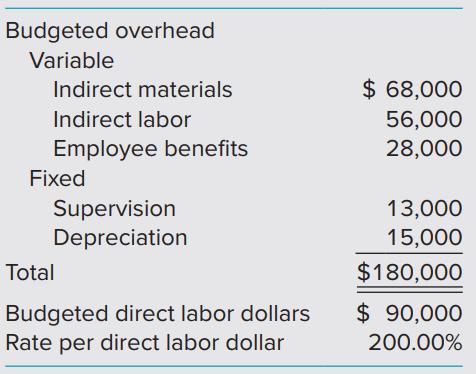 Budgeted overhead
Variable
Indirect materials $ 68,000
Indirect labor 56,000
Employee benefits 28,000
Fixed
Supervision 13,000
Depreciation 15,000
Total $180,000
Budgeted direct labor dollars $ 90,000
Rate per direct labor dollar 200.00%